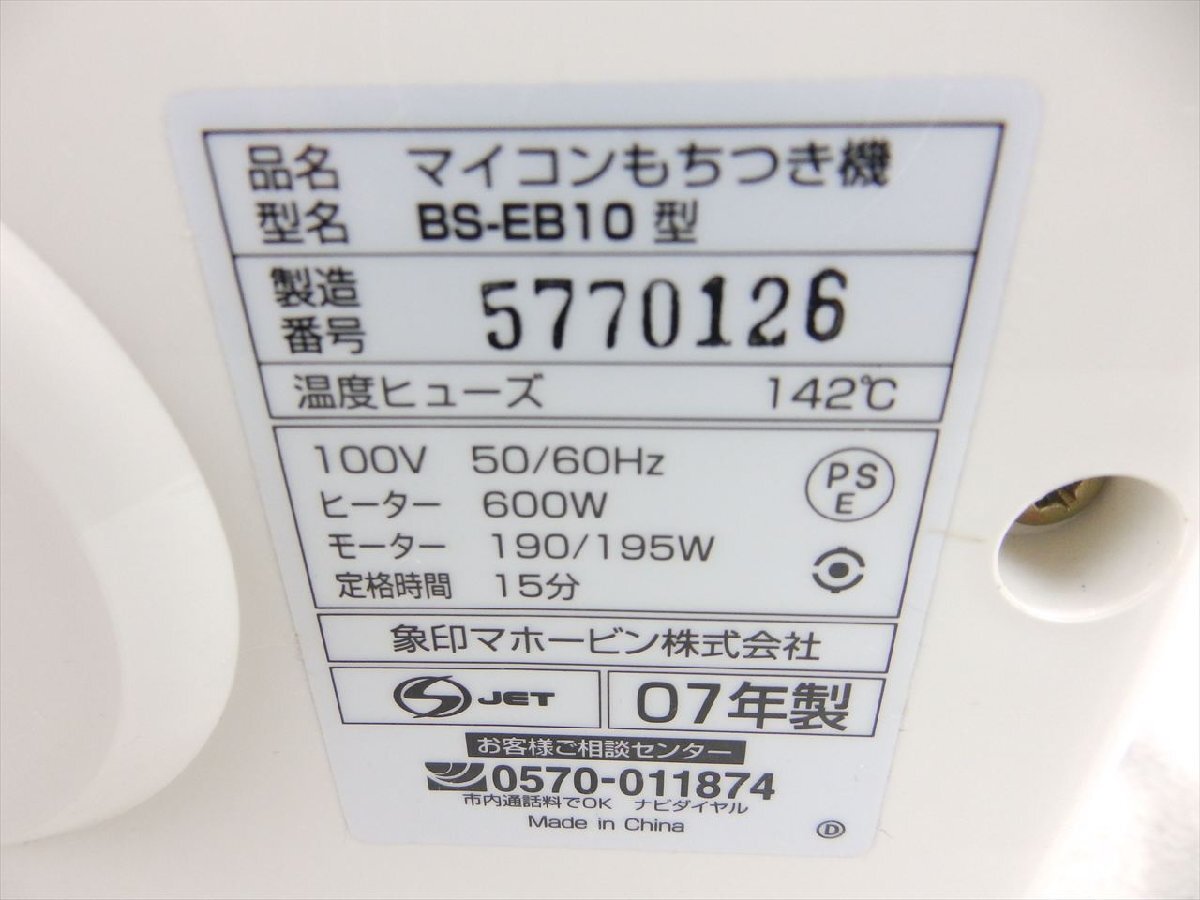 品名 マイコンもちつき機
型名 BS-EB10 型
製造番号 5770126
温度ヒューズ 142℃
100V 50/60Hz
ヒーター 600W
モーター 190/195W
定格時間 15分
PSE
象印マホービン株式会社
JET 07年製
お客様ご相談センター
0570-011874
市内通話料でOK ナビダイヤル
Made in China
Ⓓ